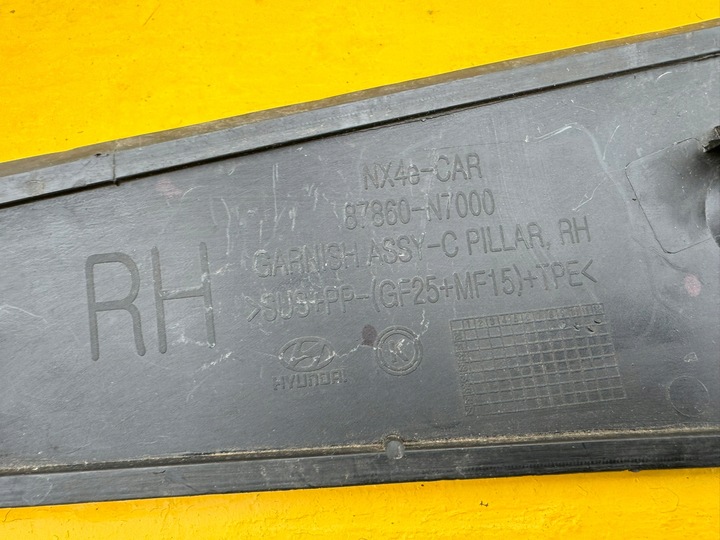 NX4e-CAR
87860-N7000
GARNISH ASSY-C PILLAR, RH
>SUS+PP-(GF25+MF15)+TPE<
RH
HYUNDAI